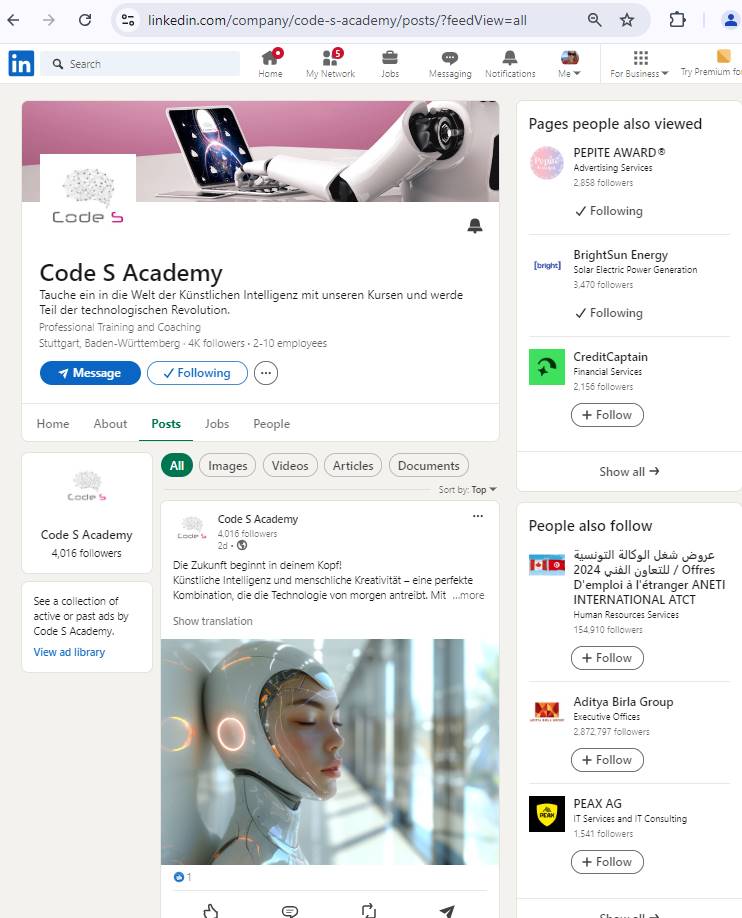 linkedin.com/company/code-s-academy/posts/?feedView=all
in
Search
Home
5
My Network
Jobs
Messaging
Notifications
Me
For Business
Try Premium for
Code S
Code S Academy
Tauche ein in die Welt der Künstlichen Intelligenz mit unseren Kursen und werde
Teil der technologischen Revolution.
Professional Training and Coaching
Stuttgart, Baden-Württemberg · 4K followers · 2-10 employees
Message
Following
Home
About
Posts
Jobs
People
Code S
Code S Academy
4,016 followers
See a collection of
active or past ads by
Code S Academy.
View ad library
All
Images
Videos
Articles
Documents
Sort by: Top
Code S
Code S Academy
4,016 followers
2d •
Die Zukunft beginnt in deinem Kopf!
Künstliche Intelligenz und menschliche Kreativität – eine perfekte
Kombination, die die Technologie von morgen antreibt. Mit ...more
Show translation
1
Pages people also viewed
Pepite
PEPITE AWARD®
Advertising Services
2,858 followers
Following
[bright]
BrightSun Energy
Solar Electric Power Generation
3,470 followers
Following
CreditCaptain
Financial Services
2,156 followers
+ Follow
Show all →
People also follow
عروض شغل الوكالة التونسية
للتعاون الفني 2024 / Offres
D'emploi à l'étranger ANETI
INTERNATIONAL ATCT
Human Resources Services
154,910 followers
+ Follow
ADITYA BIRLA GROUP
Aditya Birla Group
Executive Offices
2,872,797 followers
+ Follow
PEAX
PEAX AG
IT Services and IT Consulting
1,541 followers
+ Follow
Show all →